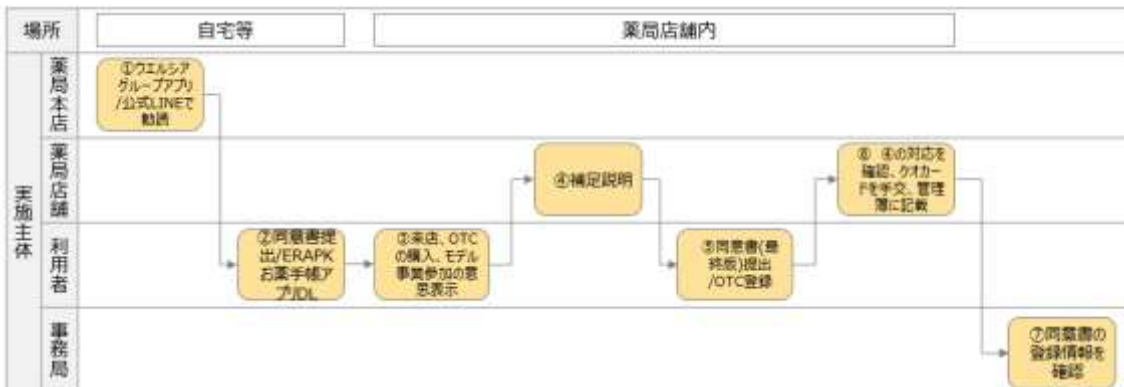 場所
自宅等
薬局店舗内
実施主体
薬局本店
①ウエルシア
グループアプリ
/公式LINEで
勧誘
薬局店舗
④補足説明
⑥ ④の対応を
確認、クオカー
ドを手交、管理
簿に記載
利用者
②同意書提
出/ERAPK
お薬手帳ア
プリDL
③来店、OTC
の購入、モデル
事業参加の意
思表示
⑤同意書(最
終版)提出
/OTC登録
事務局
⑦同意書の
登録情報を
確認